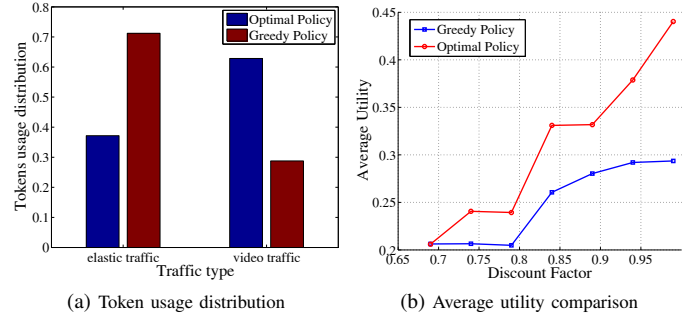 0.8
0.7
0.6
0.5
0.4
0.3
0.2
0.1
0
Tokens usage distribution
Optimal Policy
Greedy Policy
elastic traffic
video traffic
Traffic type
(a) Token usage distribution
0.45
0.4
0.35
0.3
0.25
0.2
Average Utility
Greedy Policy
Optimal Policy
0.65
0.7
0.75
0.8
0.85
0.9
0.95
Discount Factor
(b) Average utility comparison